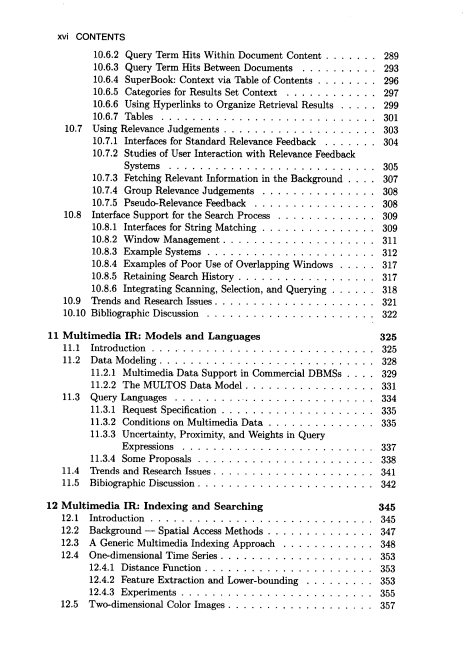 xvi CONTENTS
10.6.2 Query Term Hits Within Document Content . . . . . . . 289
10.6.3 Query Term Hits Between Documents . . . . . . . . . . 293
10.6.4 SuperBook: Context via Table of Contents . . . . . . . . 296
10.6.5 Categories for Results Set Context . . . . . . . . . . . . 297
10.6.6 Using Hyperlinks to Organize Retrieval Results . . . . . 299
10.6.7 Tables . . . . . . . . . . . . . . . . . . . . . . . . . . . 301
10.7 Using Relevance Judgements . . . . . . . . . . . . . . . . . . . 303
10.7.1 Interfaces for Standard Relevance Feedback . . . . . . . 304
10.7.2 Studies of User Interaction with Relevance Feedback
Systems . . . . . . . . . . . . . . . . . . . . . . . . . . 305
10.7.3 Fetching Relevant Information in the Background . . . . 307
10.7.4 Group Relevance Judgements . . . . . . . . . . . . . . 308
10.7.5 Pseudo-Relevance Feedback . . . . . . . . . . . . . . . 308
10.8 Interface Support for the Search Process . . . . . . . . . . . . . 309
10.8.1 Interfaces for String Matching . . . . . . . . . . . . . . 309
10.8.2 Window Management . . . . . . . . . . . . . . . . . . . 311
10.8.3 Example Systems . . . . . . . . . . . . . . . . . . . . . 312
10.8.4 Examples of Poor Use of Overlapping Windows . . . . . 317
10.8.5 Retaining Search History . . . . . . . . . . . . . . . . . 317
10.8.6 Integrating Scanning, Selection, and Querying . . . . . . 318
10.9 Trends and Research Issues . . . . . . . . . . . . . . . . . . . . 321
10.10 Bibliographic Discussion . . . . . . . . . . . . . . . . . . . . . 322
11 Multimedia IR: Models and Languages 325
11.1 Introduction . . . . . . . . . . . . . . . . . . . . . . . . . . . . 325
11.2 Data Modeling . . . . . . . . . . . . . . . . . . . . . . . . . . . 328
11.2.1 Multimedia Data Support in Commercial DBMSs . . . . 329
11.2.2 The MULTOS Data Model . . . . . . . . . . . . . . . . . 331
11.3 Query Languages . . . . . . . . . . . . . . . . . . . . . . . . . 334
11.3.1 Request Specification . . . . . . . . . . . . . . . . . . . 335
11.3.2 Conditions on Multimedia Data . . . . . . . . . . . . . 335
11.3.3 Uncertainty, Proximity, and Weights in Query
Expressions . . . . . . . . . . . . . . . . . . . . . . . . 337
11.3.4 Some Proposals . . . . . . . . . . . . . . . . . . . . . . 338
11.4 Trends and Research Issues . . . . . . . . . . . . . . . . . . . . 341
11.5 Bibiographic Discussion . . . . . . . . . . . . . . . . . . . . . . 342
12 Multimedia IR: Indexing and Searching 345
12.1 Introduction . . . . . . . . . . . . . . . . . . . . . . . . . . . . 345
12.2 Background — Spatial Access Methods . . . . . . . . . . . . . . 347
12.3 A Generic Multimedia Indexing Approach . . . . . . . . . . . . 348
12.4 One-dimensional Time Series . . . . . . . . . . . . . . . . . . . 353
12.4.1 Distance Function . . . . . . . . . . . . . . . . . . . . . 353
12.4.2 Feature Extraction and Lower-bounding . . . . . . . . . 353
12.4.3 Experiments . . . . . . . . . . . . . . . . . . . . . . . . 355
12.5 Two-dimensional Color Images . . . . . . . . . . . . . . . . . . 357